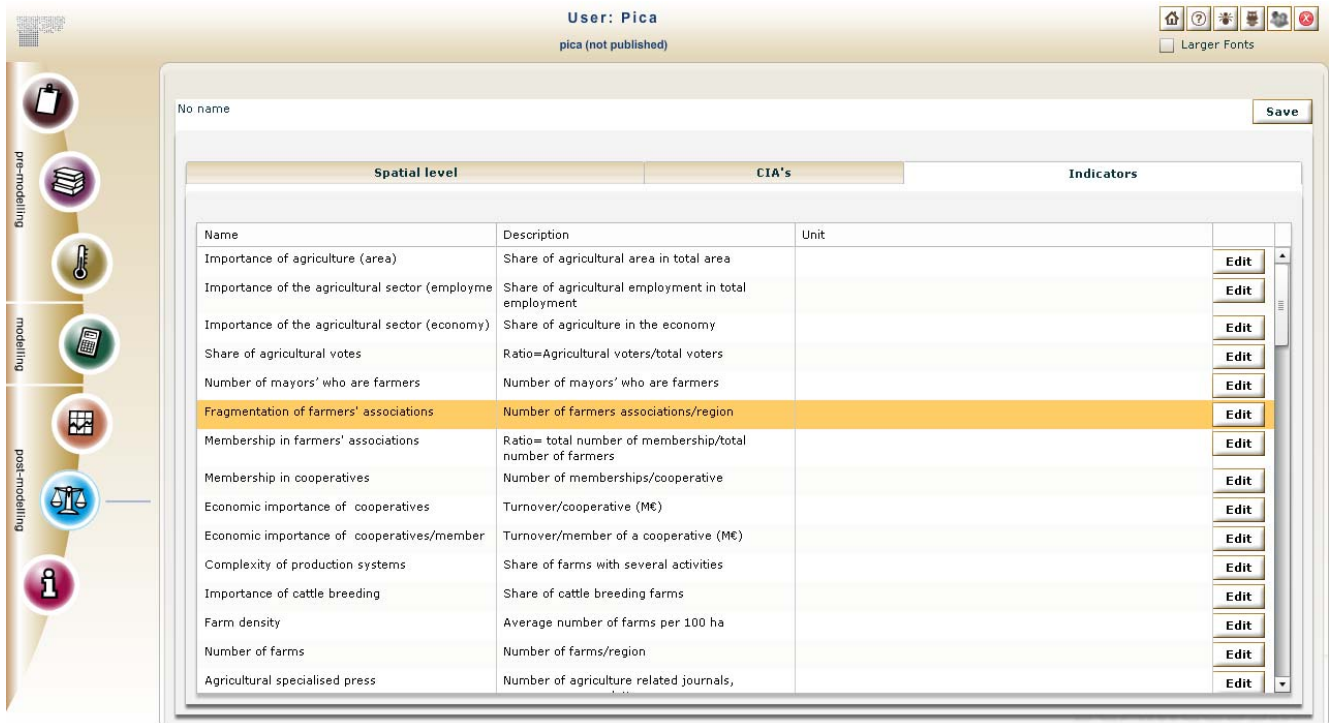 User: Pica
pica (not published)
Larger Fonts
No name
Save
pre-modelling
modelling
post-modelling
Spatial level
CIA's
Indicators
Name Description Unit
Importance of agriculture (area) Share of agricultural area in total area Edit
Importance of the agricultural sector (employme Share of agricultural employment in total Edit
employment
Importance of the agricultural sector (economy) Share of agriculture in the economy Edit
Share of agricultural votes Ratio=Agricultural voters/total voters Edit
Number of mayors' who are farmers Number of mayors' who are farmers Edit
Fragmentation of farmers' associations Number of farmers associations/region Edit
Membership in farmers' associations Ratio= total number of membership/total Edit
number of farmers
Membership in cooperatives Number of memberships/cooperative Edit
Economic importance of cooperatives Turnover/cooperative (M€) Edit
Economic importance of cooperatives/member Turnover/member of a cooperative (M€) Edit
Complexity of production systems Share of farms with several activities Edit
Importance of cattle breeding Share of cattle breeding farms Edit
Farm density Average number of farms per 100 ha Edit
Number of farms Number of farms/region Edit
Agricultural specialised press Number of agriculture related journals, Edit